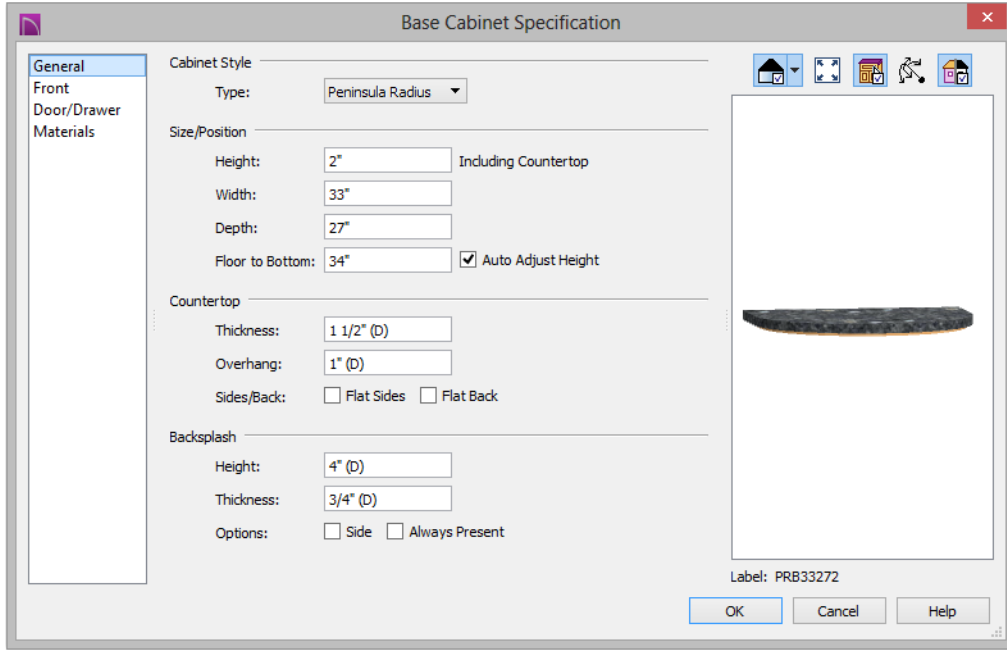 Base Cabinet Specification
General
Front
Door/Drawer
Materials
Cabinet Style
Type: Peninsula Radius
Size/Position
Height: 2" Including Countertop
Width: 33"
Depth: 27"
Floor to Bottom: 34" Auto Adjust Height
Countertop
Thickness: 1 1/2" (D)
Overhang: 1" (D)
Sides/Back: Flat Sides Flat Back
Backsplash
Height: 4" (D)
Thickness: 3/4" (D)
Options: Side Always Present
Label: PRB33272
OK Cancel Help